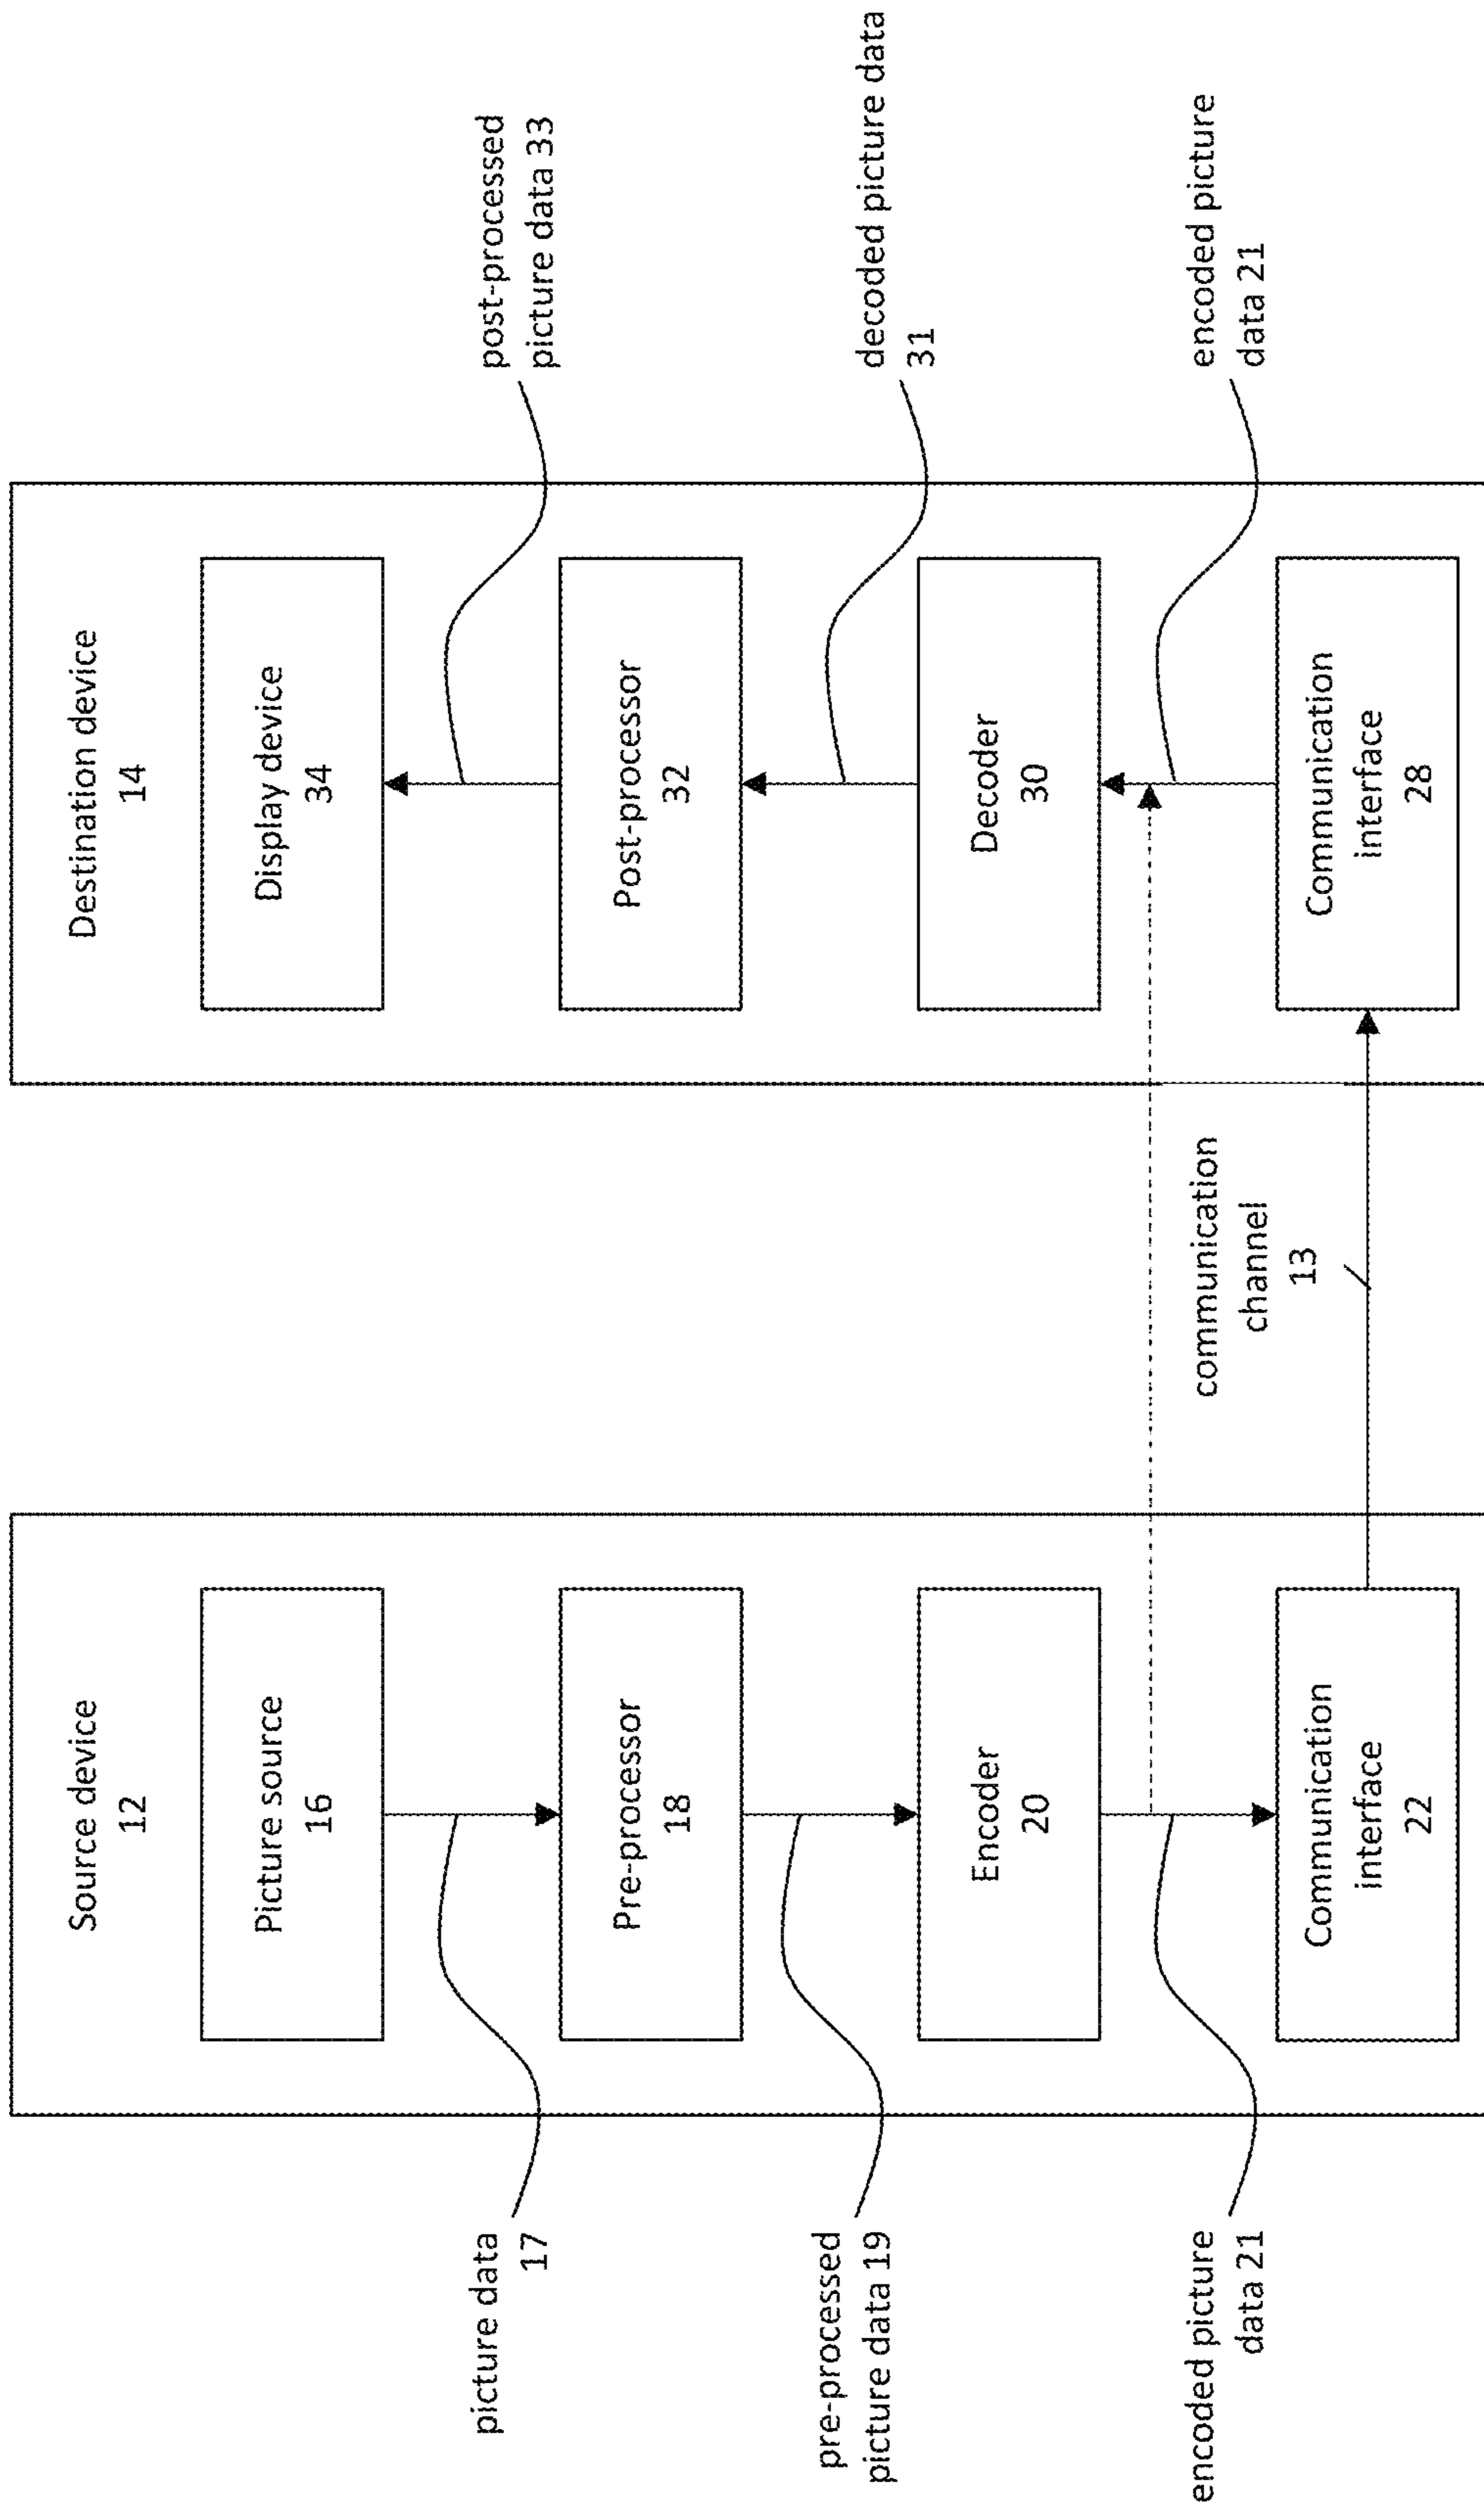 Source device
12
Picture source
16
picture data
17
Pre-processor
18
pre-processed
picture data 19
Encoder
20
encoded picture
data 21
Communication
interface
22
communication
channel
13
Destination device
14
Display device
34
post-processed
picture data 33
Post-processor
32
decoded picture data
31
Decoder
30
encoded picture
data 21
Communication
interface
28